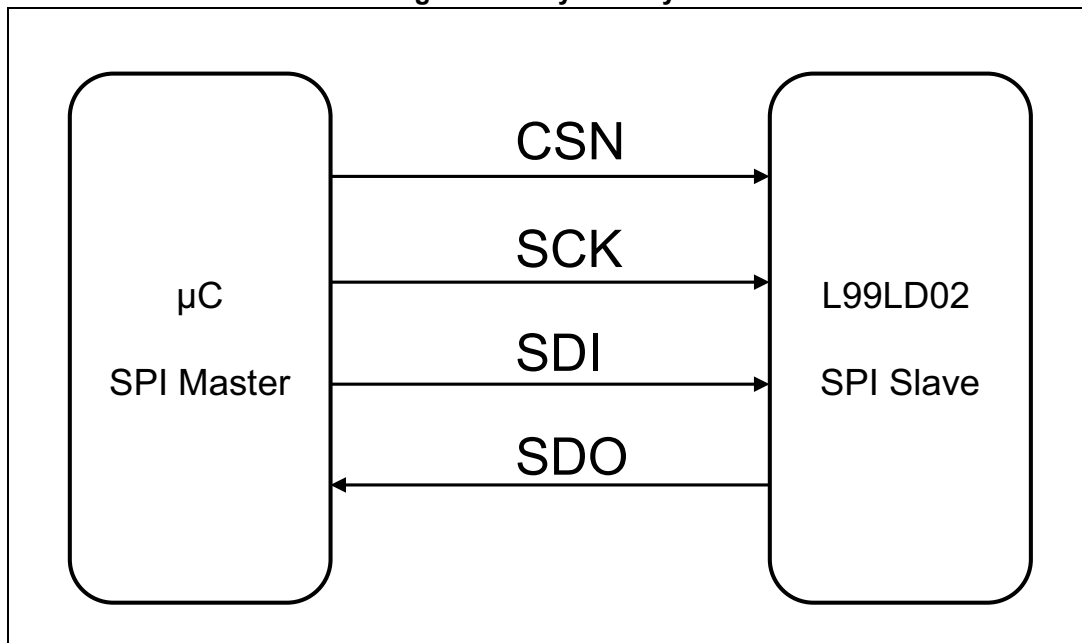 CSN
SCK
µC
L99LD02
SDI
SPI Master
SPI Slave
SDO